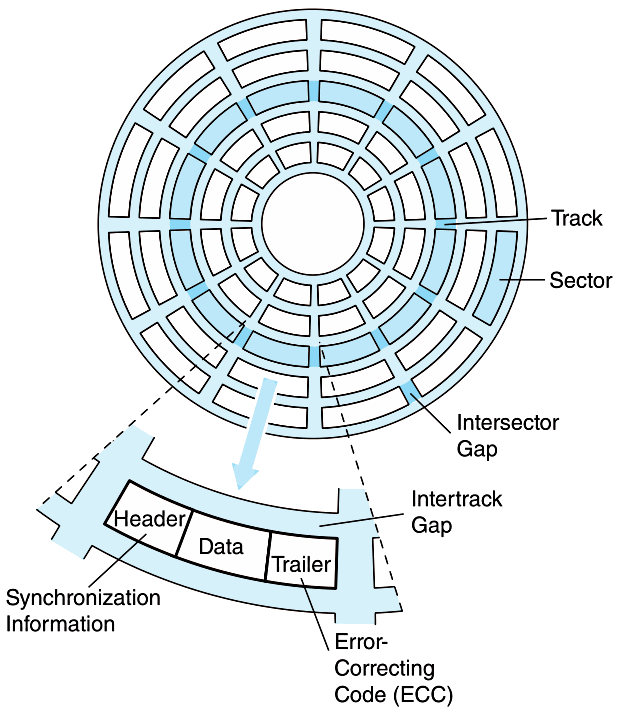 Track
Sector
Intersector
Gap
Intertrack
Gap
Header
Data
Trailer
Synchronization
Information
Error-
Correcting
Code (ECC)